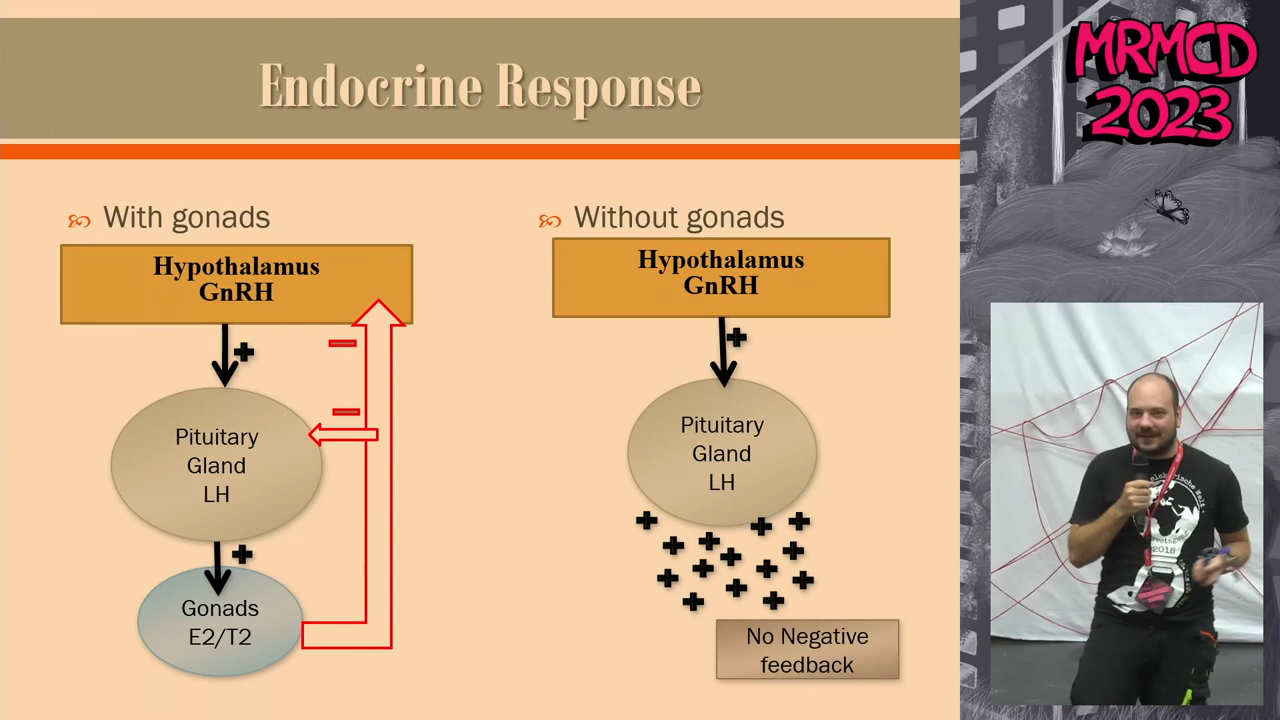 Endocrine Response
With gonads
Hypothalamus
GnRH
Pituitary
Gland
LH
Gonads
E2/T2
Without gonads
Hypothalamus
GnRH
Pituitary
Gland
LH
No Negative
feedback
MRMCD
2023
2018